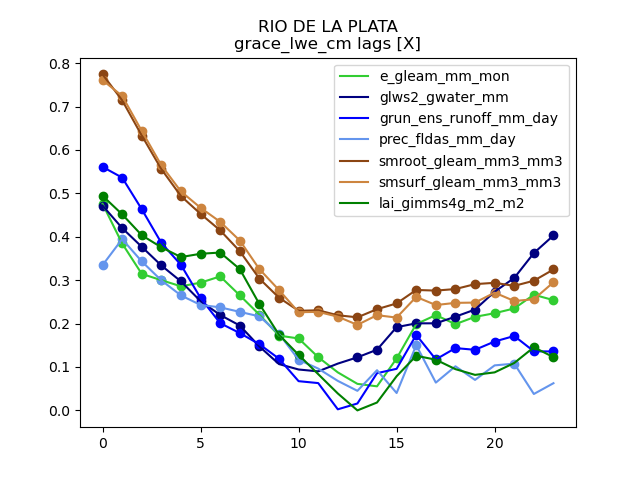 RIO DE LA PLATA
grace_lwe_cm lags [X]
e_gleam_mm_mon
glws2_gwater_mm
grun_ens_runoff_mm_day
prec_fldas_mm_day
smroot_gleam_mm3_mm3
smsurf_gleam_mm3_mm3
lai_gimms4g_m2_m2
0.8
0.7
0.6
0.5
0.4
0.3
0.2
0.1
0.0
0 5 10 15 20